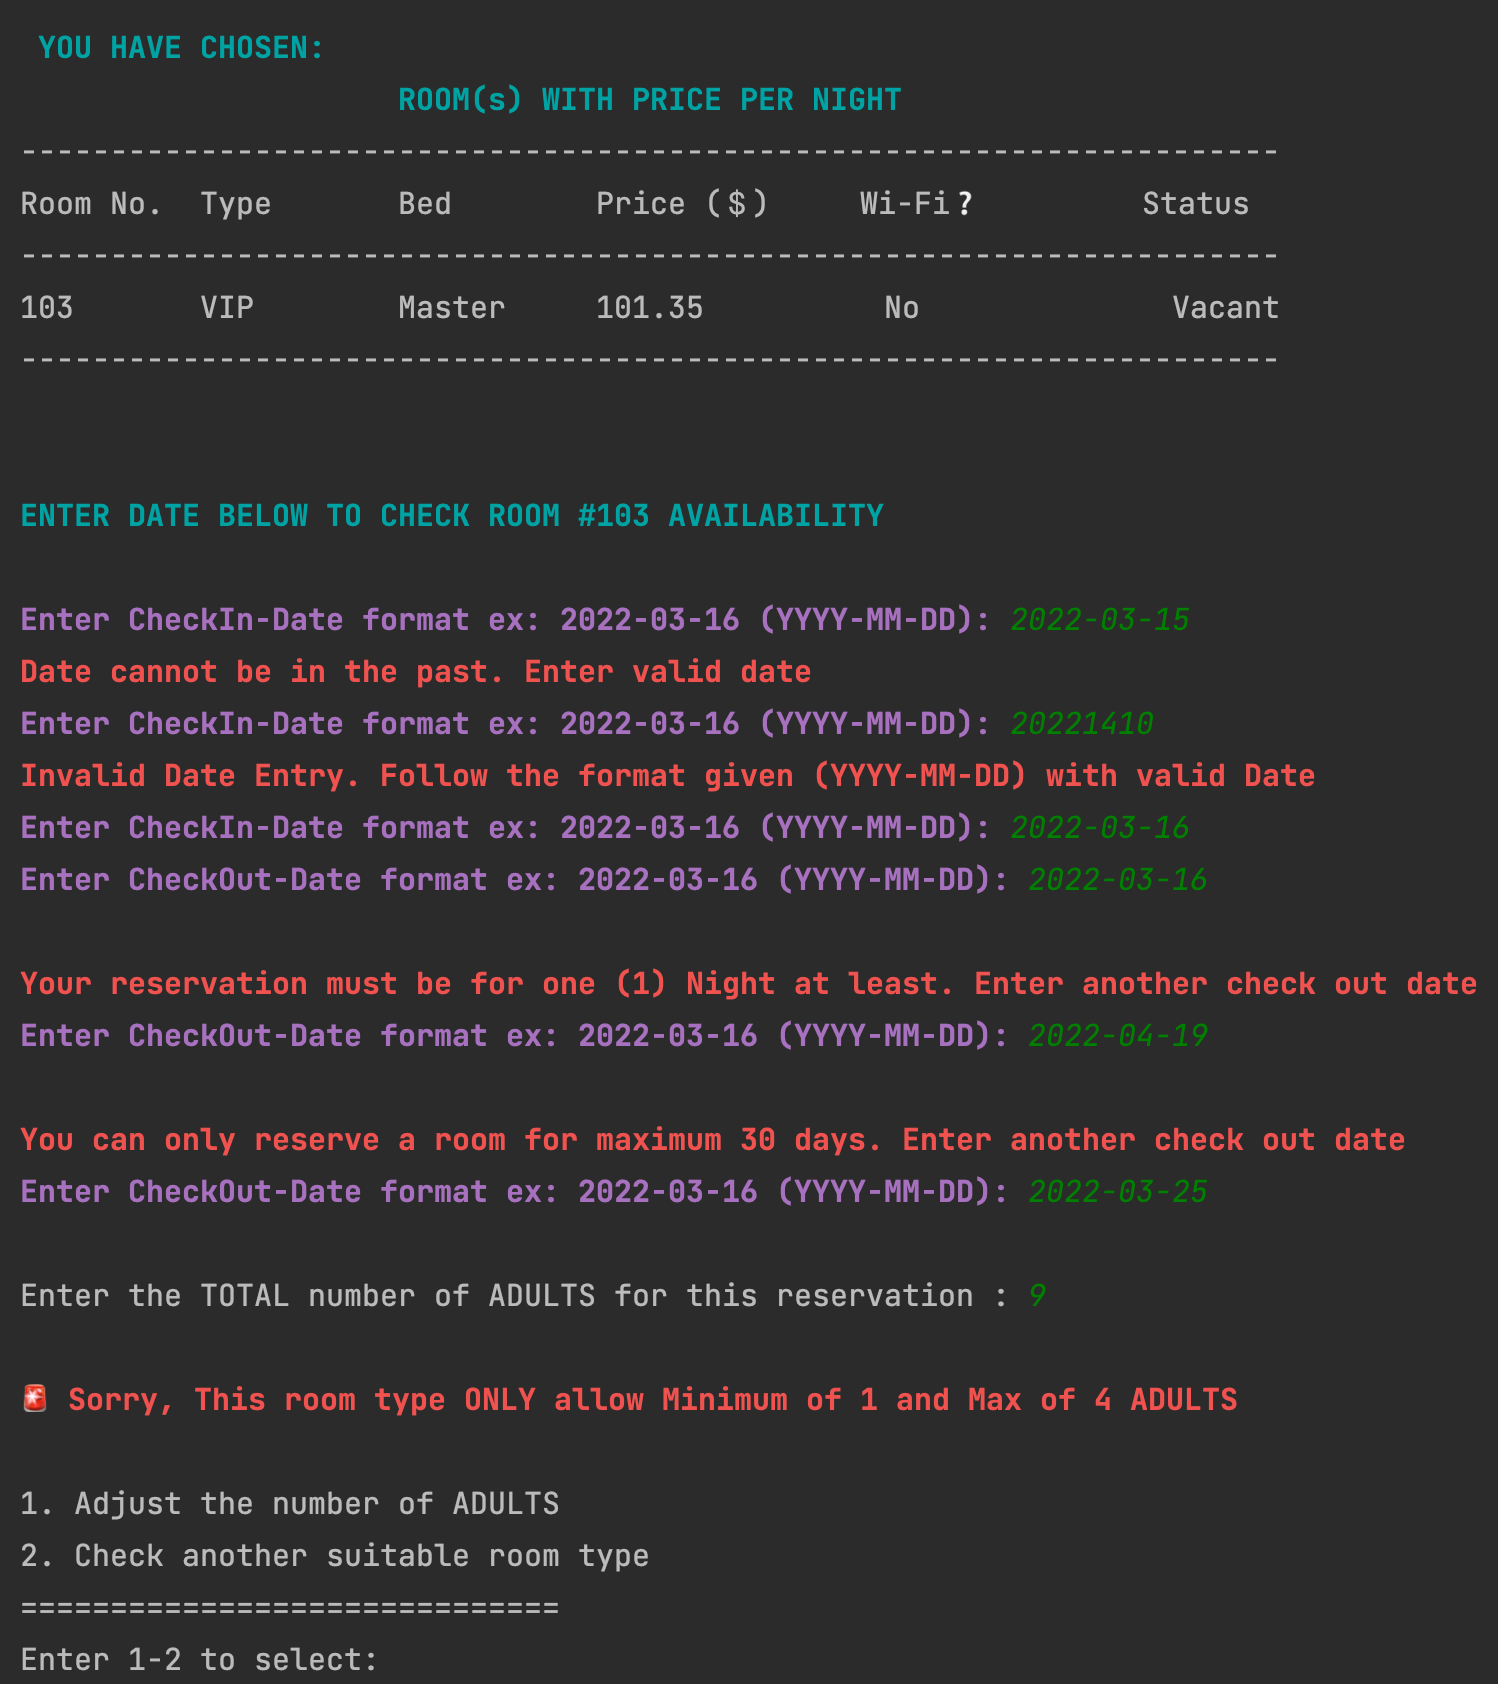 YOU HAVE CHOSEN:
ROOM(s) WITH PRICE PER NIGHT
----------------------------------------------------------------------
Room No. Type Bed Price ($) Wi-Fi? Status
----------------------------------------------------------------------
103 VIP Master 101.35 No Vacant
----------------------------------------------------------------------
ENTER DATE BELOW TO CHECK ROOM #103 AVAILABILITY
Enter CheckIn-Date format ex: 2022-03-16 (YYYY-MM-DD): 2022-03-15
Date cannot be in the past. Enter valid date
Enter CheckIn-Date format ex: 2022-03-16 (YYYY-MM-DD): 20221410
Invalid Date Entry. Follow the format given (YYYY-MM-DD) with valid Date
Enter CheckIn-Date format ex: 2022-03-16 (YYYY-MM-DD): 2022-03-16
Enter CheckOut-Date format ex: 2022-03-16 (YYYY-MM-DD): 2022-03-16
Your reservation must be for one (1) Night at least. Enter another check out date
Enter CheckOut-Date format ex: 2022-03-16 (YYYY-MM-DD): 2022-04-19
You can only reserve a room for maximum 30 days. Enter another check out date
Enter CheckOut-Date format ex: 2022-03-16 (YYYY-MM-DD): 2022-03-25
Enter the TOTAL number of ADULTS for this reservation : 9
🚨 Sorry, This room type ONLY allow Minimum of 1 and Max of 4 ADULTS
1. Adjust the number of ADULTS
2. Check another suitable room type
==============================
Enter 1-2 to select: